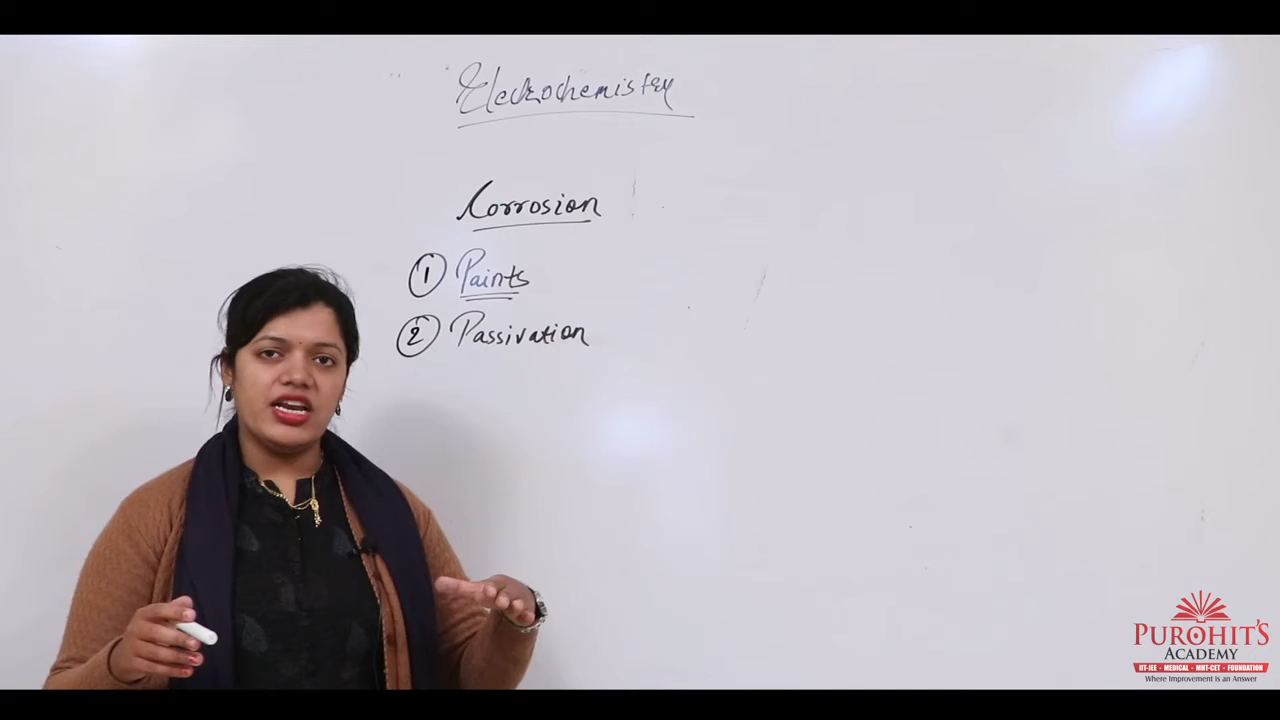 Electrochemistry
Corrosion
① Paints
② Passivation
PUROHIT'S
ACADEMY
IIT-JEE • MEDICAL • MHT-CET • FOUNDATION
Where Improvement is an Answer